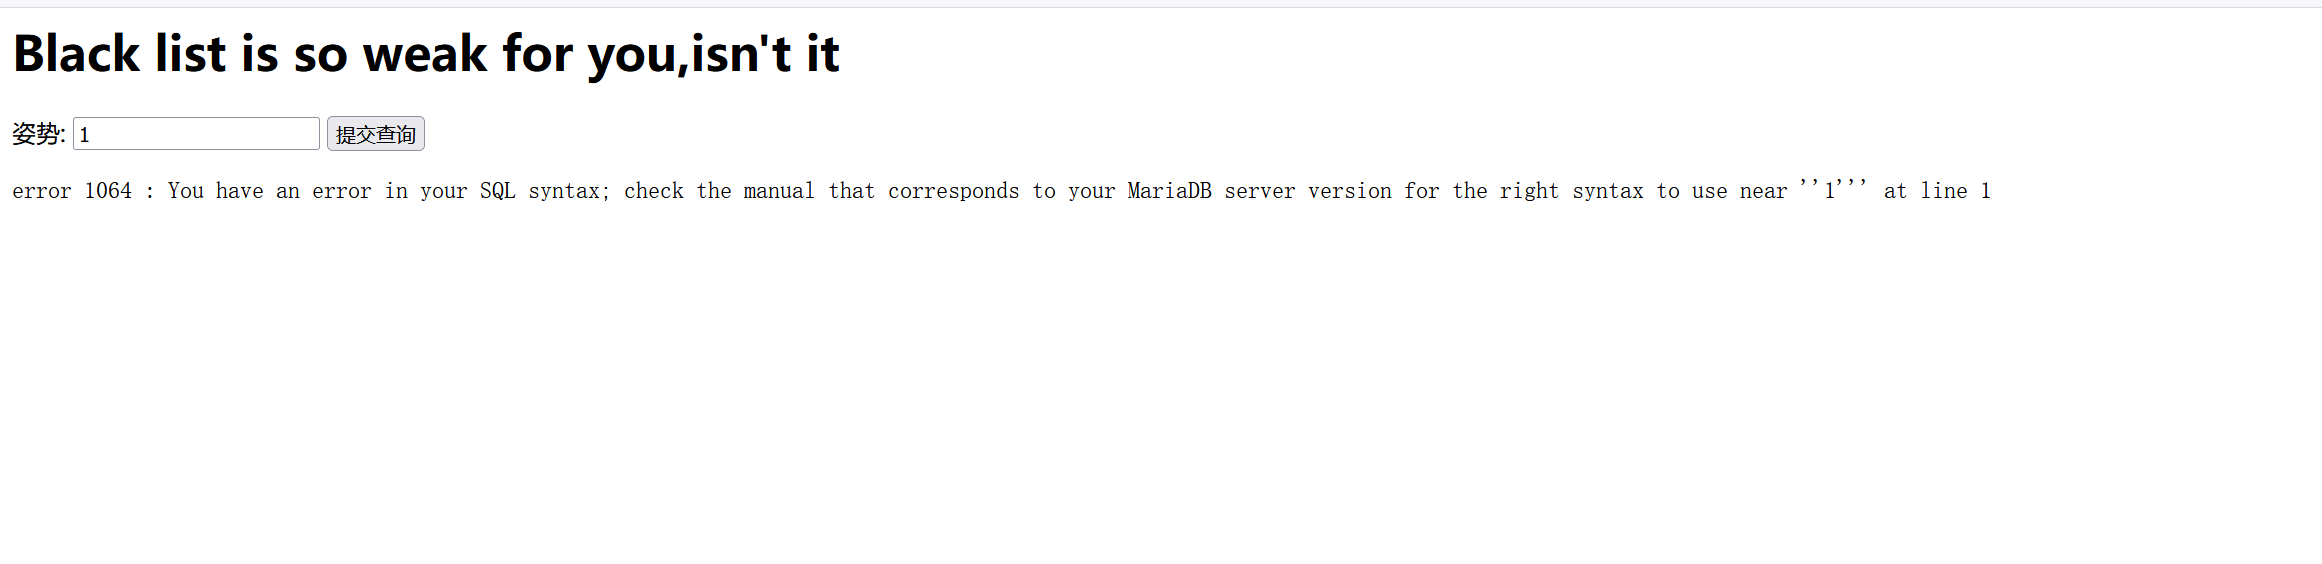 Black list is so weak for you,isn't it
姿势: 1 提交查询
error 1064 : You have an error in your SQL syntax; check the manual that corresponds to your MariaDB server version for the right syntax to use near ''1''' at line 1